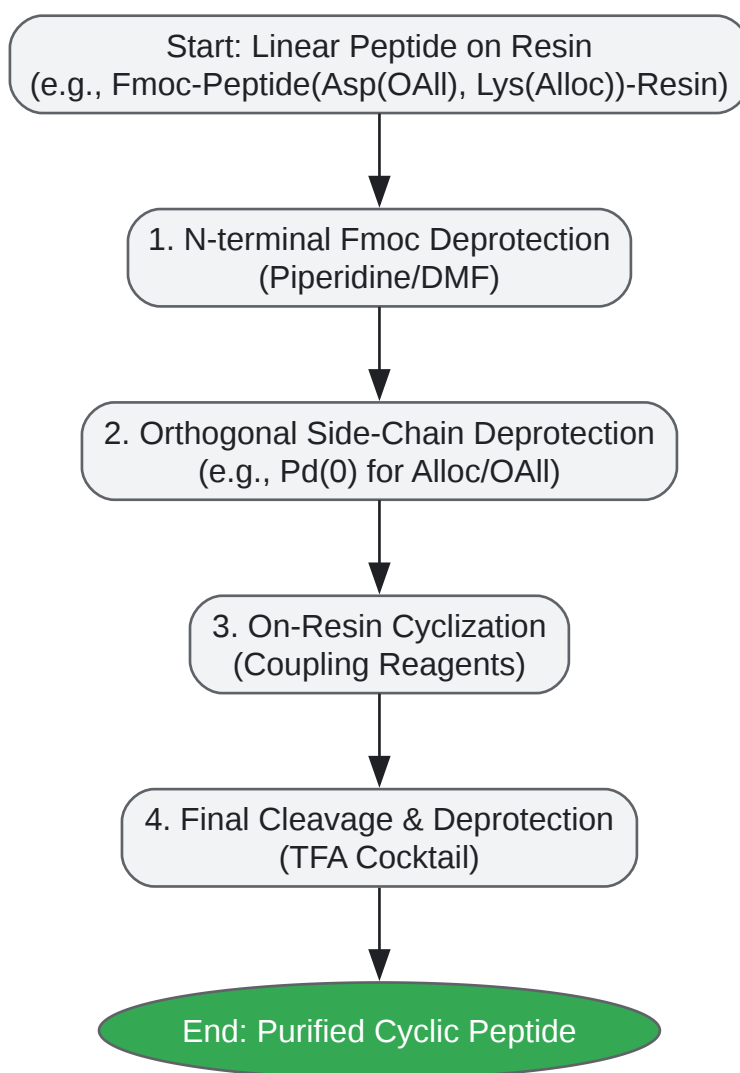 Start: Linear Peptide on Resin
(e.g., Fmoc-Peptide(Asp(OAll), Lys(Alloc))-Resin)
1. N-terminal Fmoc Deprotection
(Piperidine/DMF)
2. Orthogonal Side-Chain Deprotection
(e.g., Pd(0) for Alloc/OAll)
3. On-Resin Cyclization
(Coupling Reagents)
4. Final Cleavage & Deprotection
(TFA Cocktail)
End: Purified Cyclic Peptide